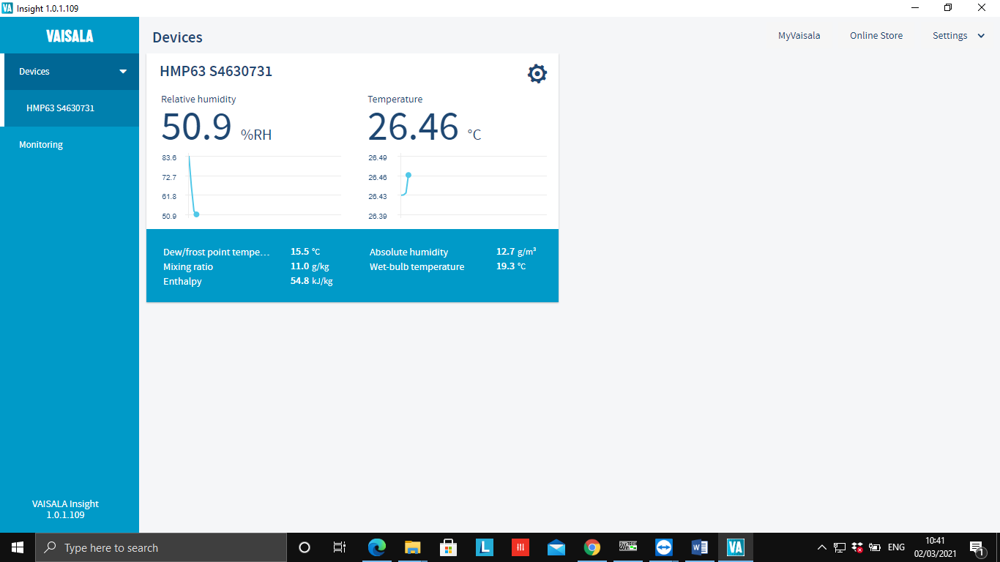 VA Insight 1.0.1.109
VAISALA
Devices
HMP63 S4630731
Monitoring
VAISALA Insight
1.0.1.109
Devices
MyVaisala Online Store Settings
HMP63 S4630731
Relative humidity
50.9 %RH
83.6
72.7
61.8
50.9
Temperature
26.46 °C
26.49
26.46
26.43
26.39
Dew/frost point tempe... 15.5 °C
Mixing ratio 11.0 g/kg
Enthalpy 54.8 kJ/kg
Absolute humidity 12.7 g/m³
Wet-bulb temperature 19.3 °C
Type here to search
L
VA
ENG
10:41
02/03/2021
1